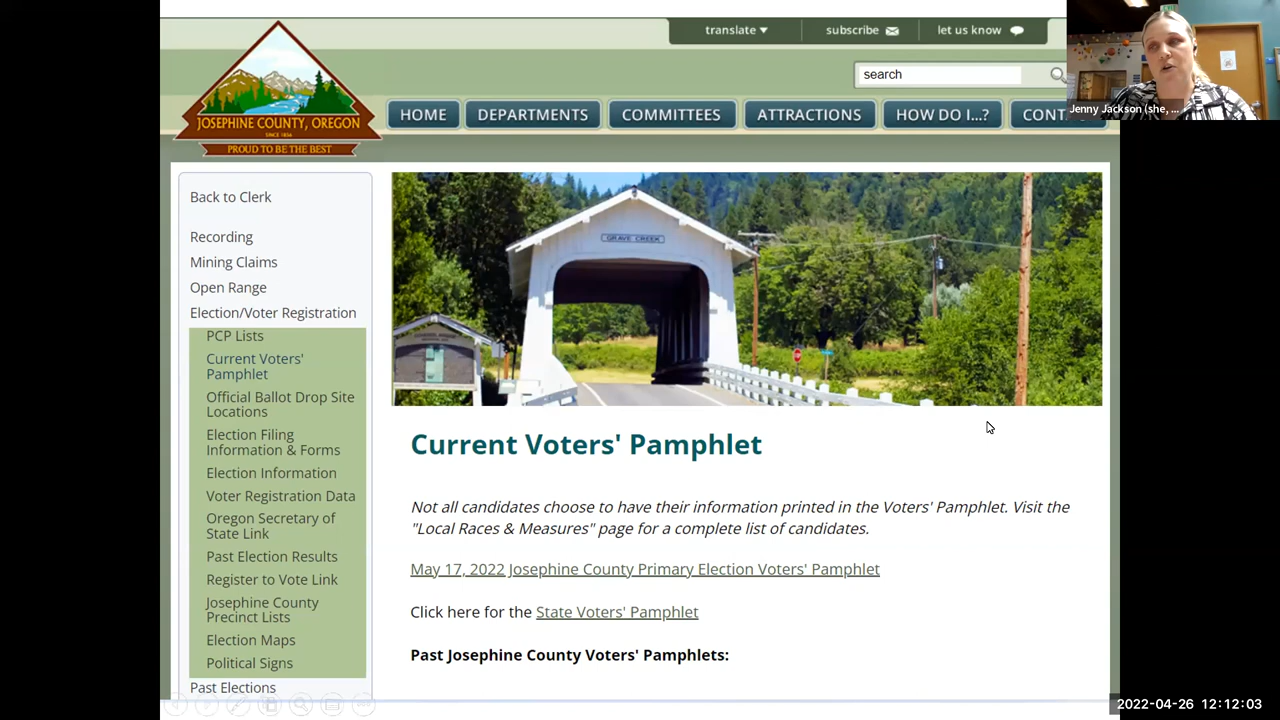 translate
subscribe
let us know
search
JOSEPHINE COUNTY, OREGON
SINCE 1856
PROUD TO BE THE BEST
HOME
DEPARTMENTS
COMMITTEES
ATTRACTIONS
HOW DO I...?
CONT
Jenny Jackson (she, ...
Back to Clerk
Recording
Mining Claims
Open Range
Election/Voter Registration
PCP Lists
Current Voters'
Pamphlet
Official Ballot Drop Site
Locations
Election Filing
Information & Forms
Election Information
Voter Registration Data
Oregon Secretary of
State Link
Past Election Results
Register to Vote Link
Josephine County
Precinct Lists
Election Maps
Political Signs
Past Elections
GRAVE CREEK
Current Voters' Pamphlet
Not all candidates choose to have their information printed in the Voters' Pamphlet. Visit the
"Local Races & Measures" page for a complete list of candidates.
May 17, 2022 Josephine County Primary Election Voters' Pamphlet
Click here for the State Voters' Pamphlet
Past Josephine County Voters' Pamphlets:
2022-04-26 12:12:03